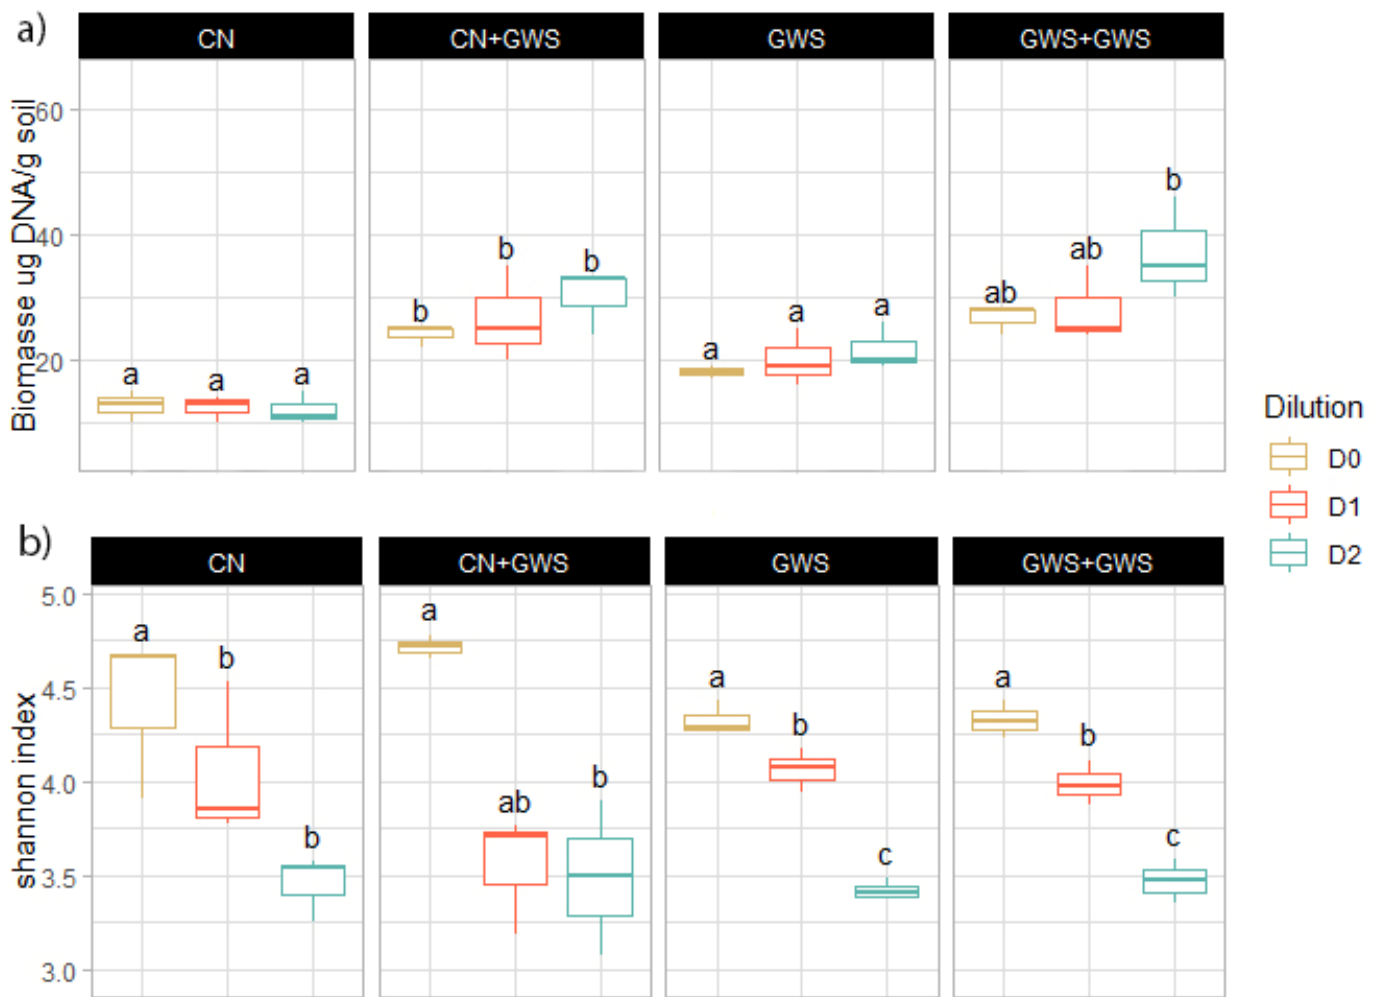 a)
CN
CN+GWS
GWS
GWS+GWS
Biomasse ug DNA/g soil
60
40
20
a
a
a
b
b
b
a
a
a
ab
ab
b
Dilution
D0
D1
D2
b)
CN
CN+GWS
GWS
GWS+GWS
shannon index
5.0
4.5
4.0
3.5
3.0
a
b
b
a
ab
b
a
b
c
a
b
c